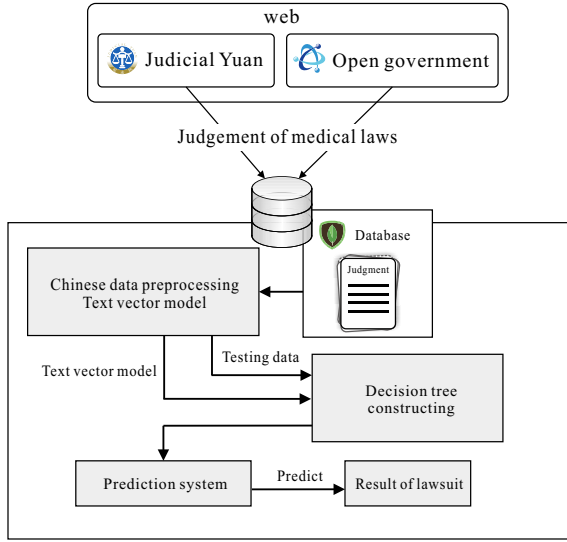 web
Judicial Yuan
Open government
Judgement of medical laws
Database
Judgment
Chinese data preprocessing
Text vector model
Testing data
Text vector model
Decision tree
constructing
Prediction system
Predict
Result of lawsuit